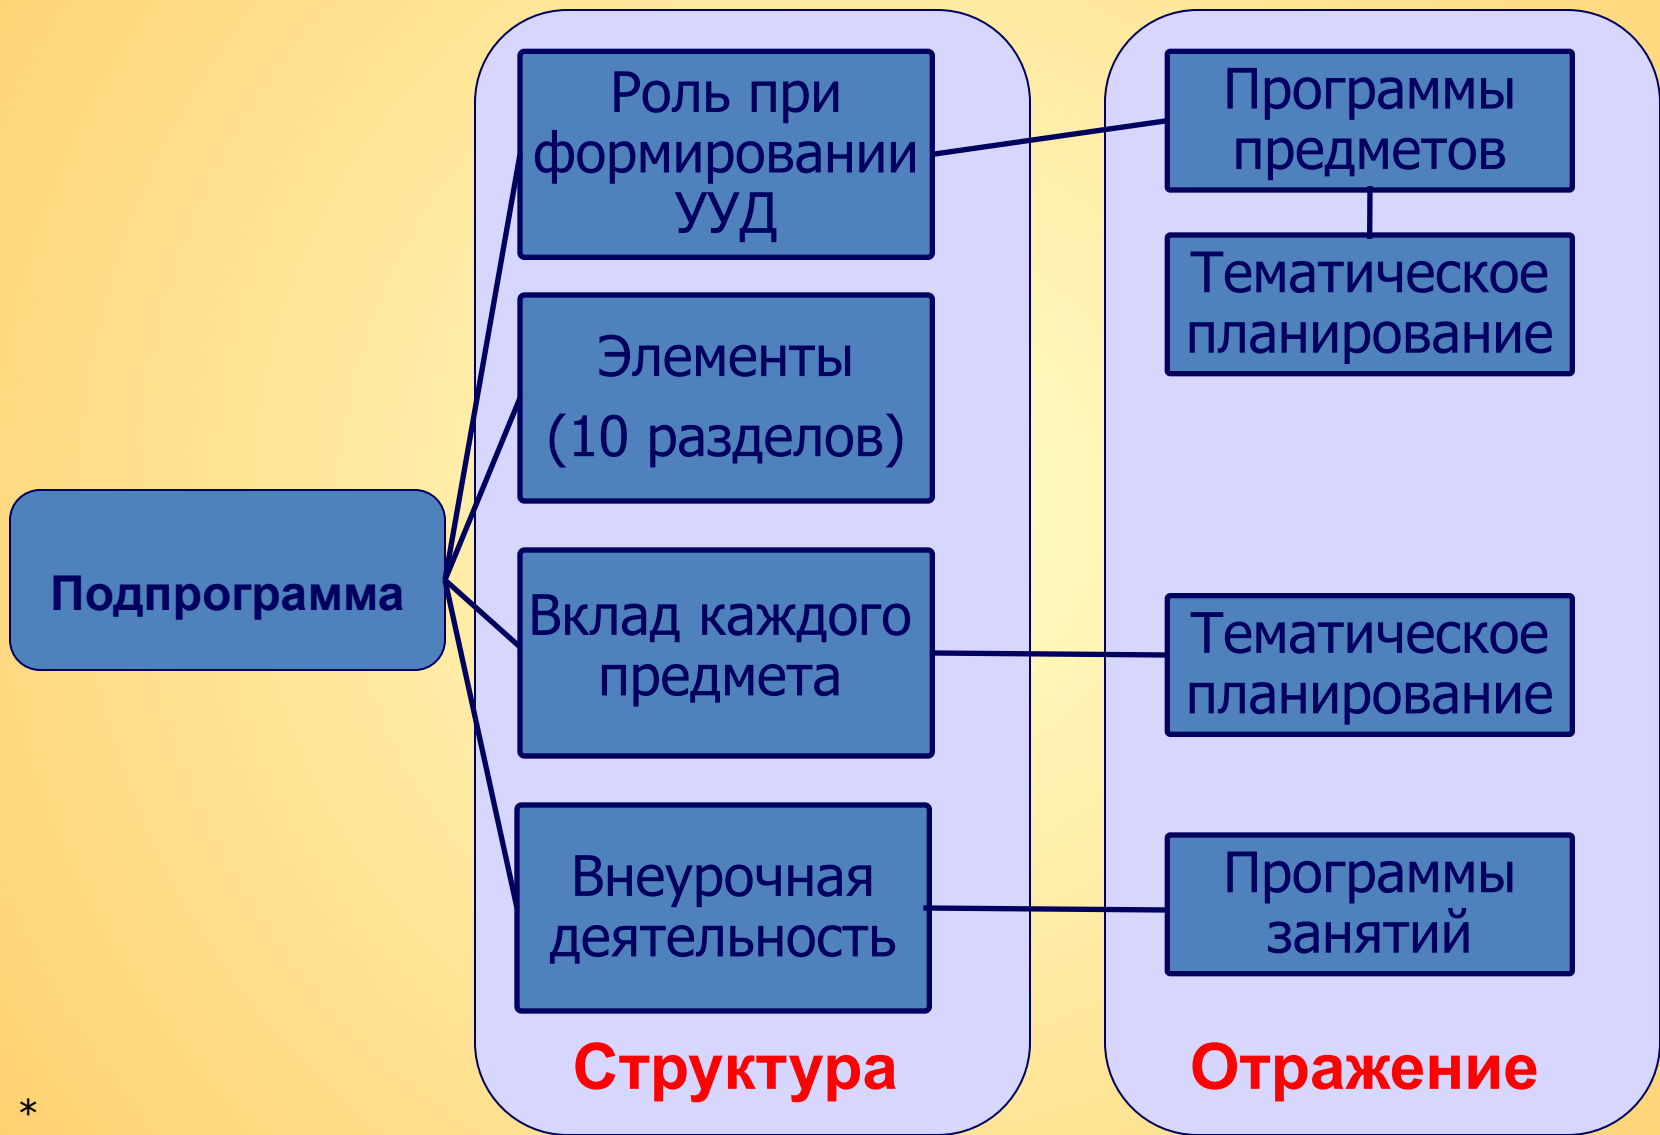 Роль при
формировании
УУД
Программы
предметов
Тематическое
планирование
Элементы
(10 разделов)
Подпрограмма
Вклад каждого
предмета
Тематическое
планирование
Внеурочная
деятельность
Программы
занятий
Структура
Отражение
*